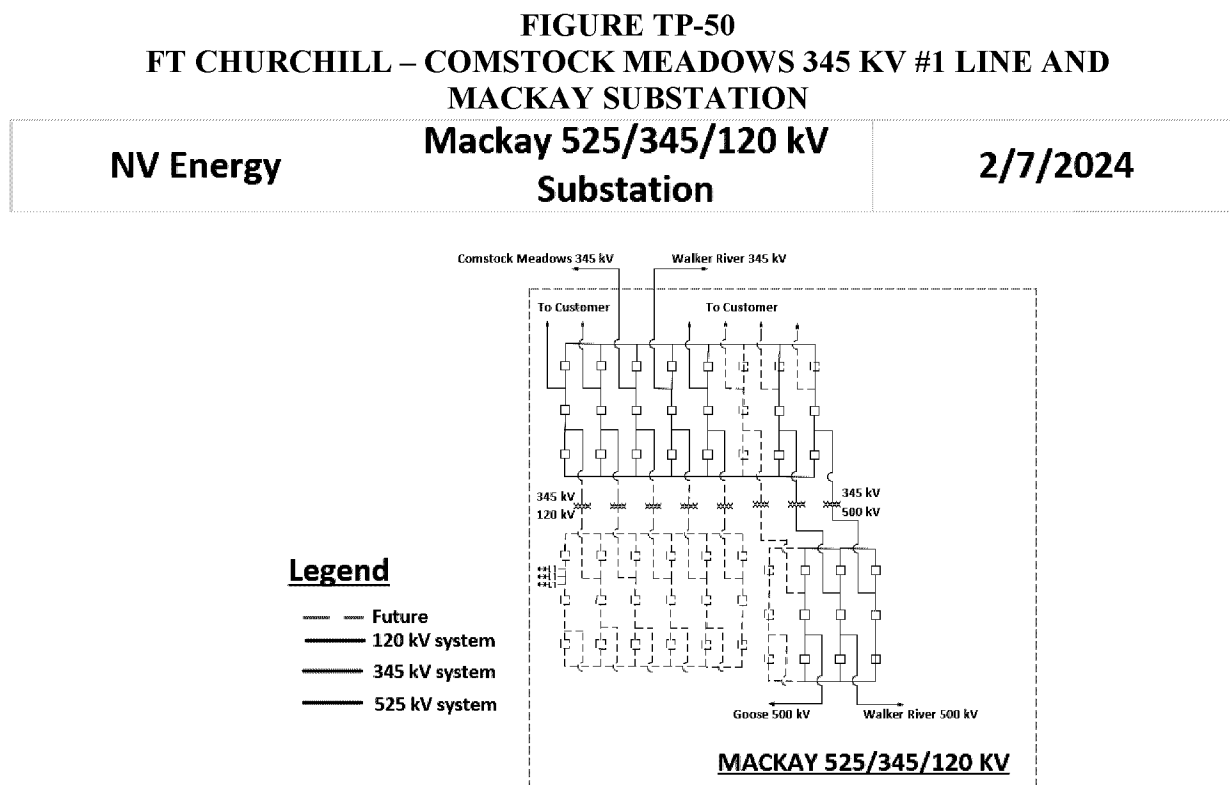 FIGURE TP-50
FT CHURCHILL – COMSTOCK MEADOWS 345 KV #1 LINE AND
MACKAY SUBSTATION
NV Energy
Mackay 525/345/120 kV
Substation
2/7/2024
Comstock Meadows 345 kV
Walker River 345 kV
To Customer
To Customer
345 kV
120 kV
345 kV
500 kV
Legend
Future
120 kV system
345 kV system
525 kV system
Goose 500 kV
Walker River 500 kV
MACKAY 525/345/120 KV